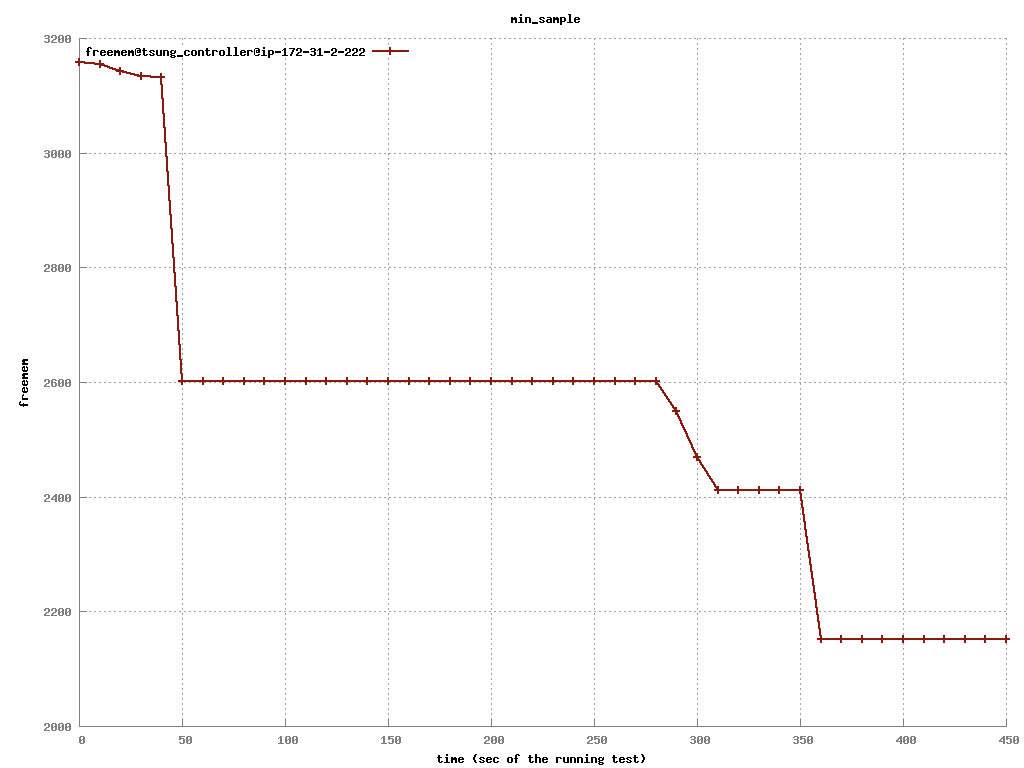 min_sample
freemem@tsung_controller@ip-172-31-2-222
3200
3000
2800
2600
2400
2200
2000
freemem
0 50 100 150 200 250 300 350 400 450
time (sec of the running test)